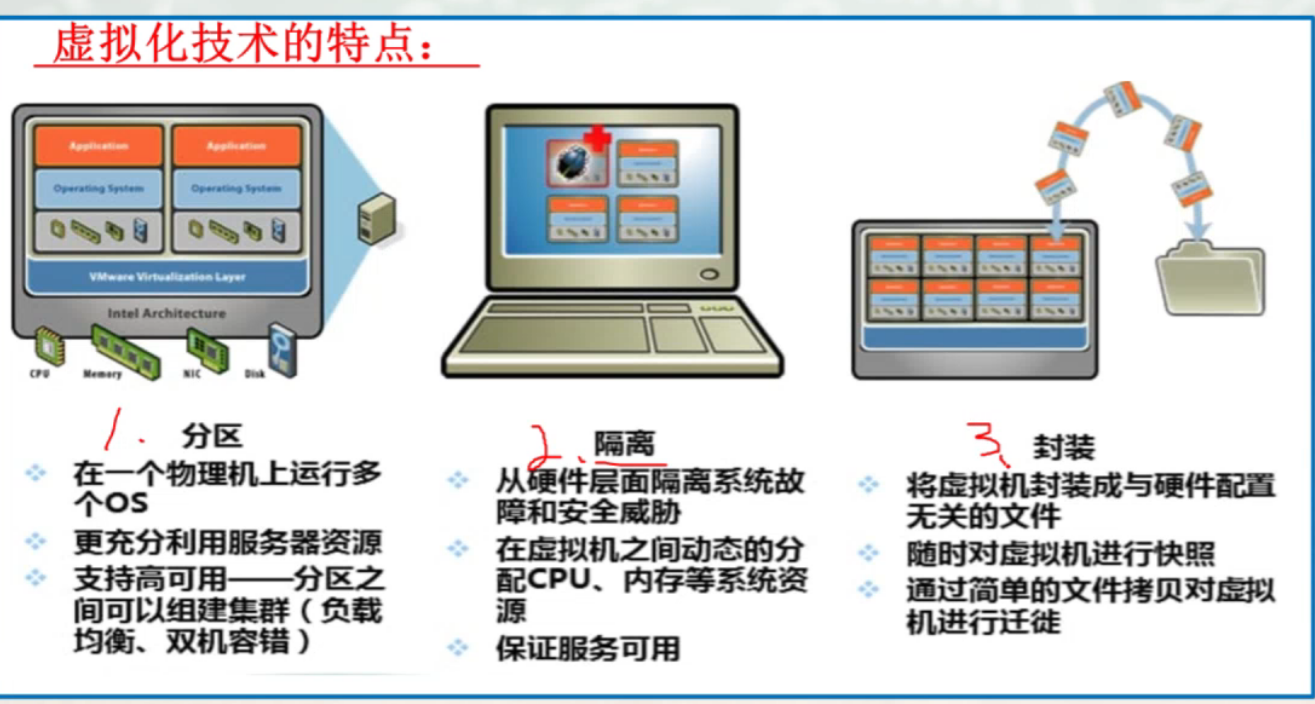 虚拟化技术的特点：
Application
Application
Operating System
Operating System
VMware Virtualization Layer
Intel Architecture
CPU
Memory
NIC
Disk
1.
分区
在一个物理机上运行多
个OS
更充分利用服务器资源
支持高可用——分区之
间可以组建集群（负载
均衡、双机容错）
2.
隔离
从硬件层面隔离系统故
障和安全威胁
在虚拟机之间动态的分
配CPU、内存等系统资
源
保证服务可用
3、
封装
将虚拟机封装成与硬件配置
无关的文件
随时对虚拟机进行快照
通过简单的文件拷贝对虚拟
机进行迁徙